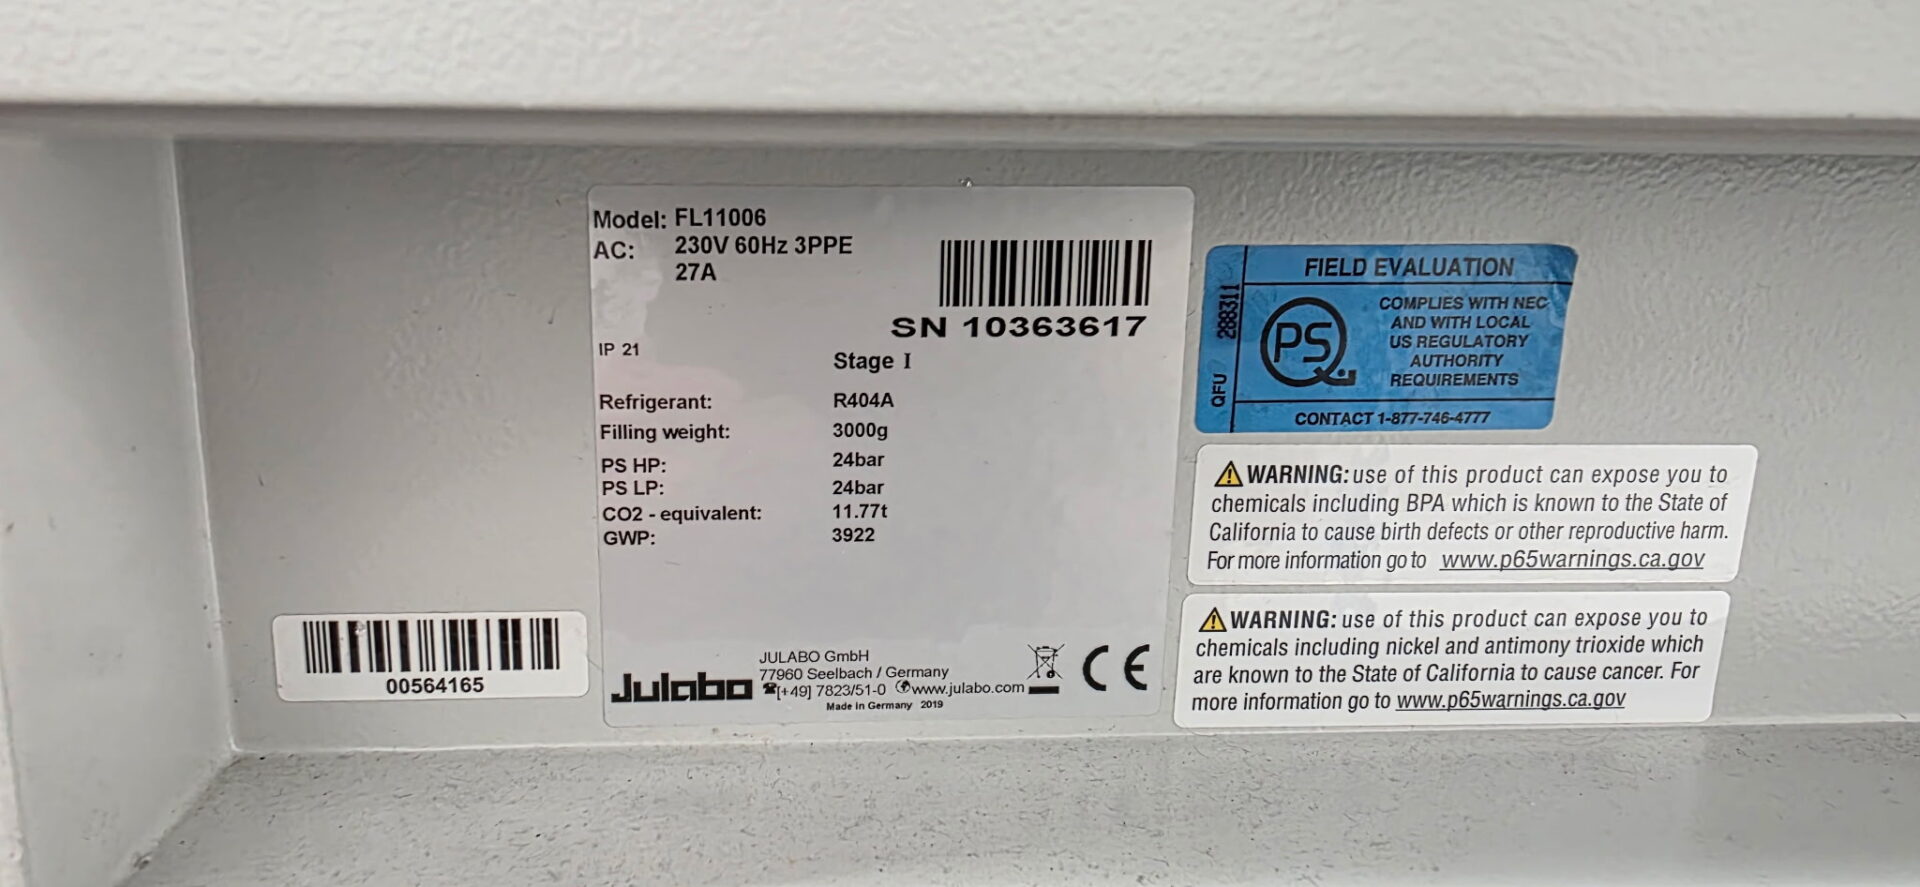 Model: FL11006
AC: 230V 60Hz 3PPE
27A
SN 10363617
IP 21
Stage I
Refrigerant: R404A
Filling weight: 3000g
PS HP: 24bar
PS LP: 24bar
CO2 - equivalent: 11.77t
GWP: 3922
Julabo
JULABO GmbH
77960 Seelbach / Germany
☎[+49] 7823/51-0 www.julabo.com
Made in Germany 2019
CE
00564165
FIELD EVALUATION
QFU 288311
PS
COMPLIES WITH NEC
AND WITH LOCAL
US REGULATORY
AUTHORITY
REQUIREMENTS
CONTACT 1-877-746-4777
⚠WARNING: use of this product can expose you to
chemicals including BPA which is known to the State of
California to cause birth defects or other reproductive harm.
For more information go to www.p65warnings.ca.gov
⚠WARNING: use of this product can expose you to
chemicals including nickel and antimony trioxide which
are known to the State of California to cause cancer. For
more information go to www.p65warnings.ca.gov